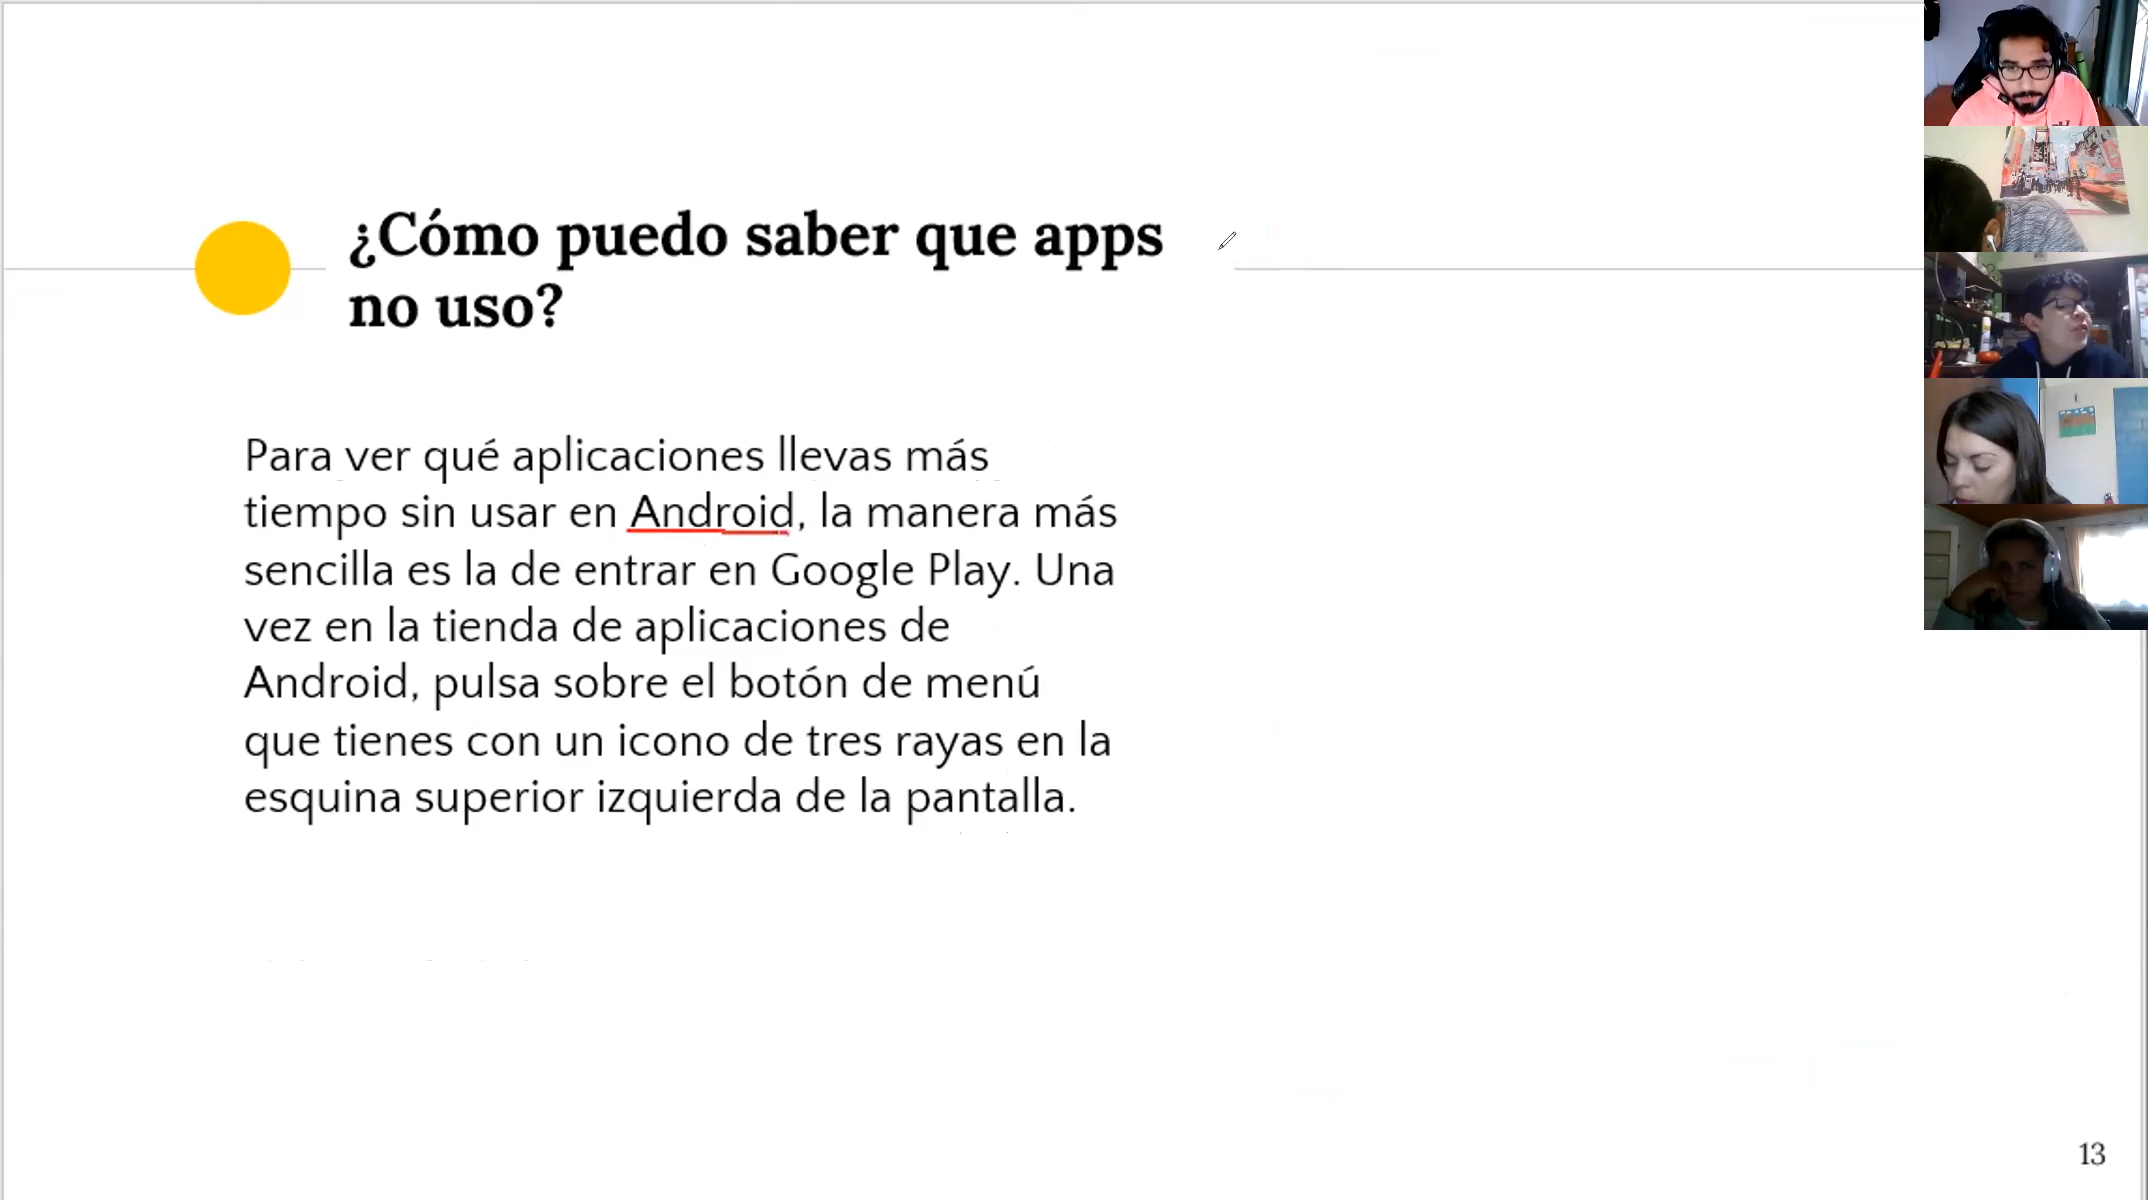 ¿Cómo puedo saber que apps
no uso?
Para ver qué aplicaciones llevas más
tiempo sin usar en Android, la manera más
sencilla es la de entrar en Google Play. Una
vez en la tienda de aplicaciones de
Android, pulsa sobre el botón de menú
que tienes con un icono de tres rayas en la
esquina superior izquierda de la pantalla.
13